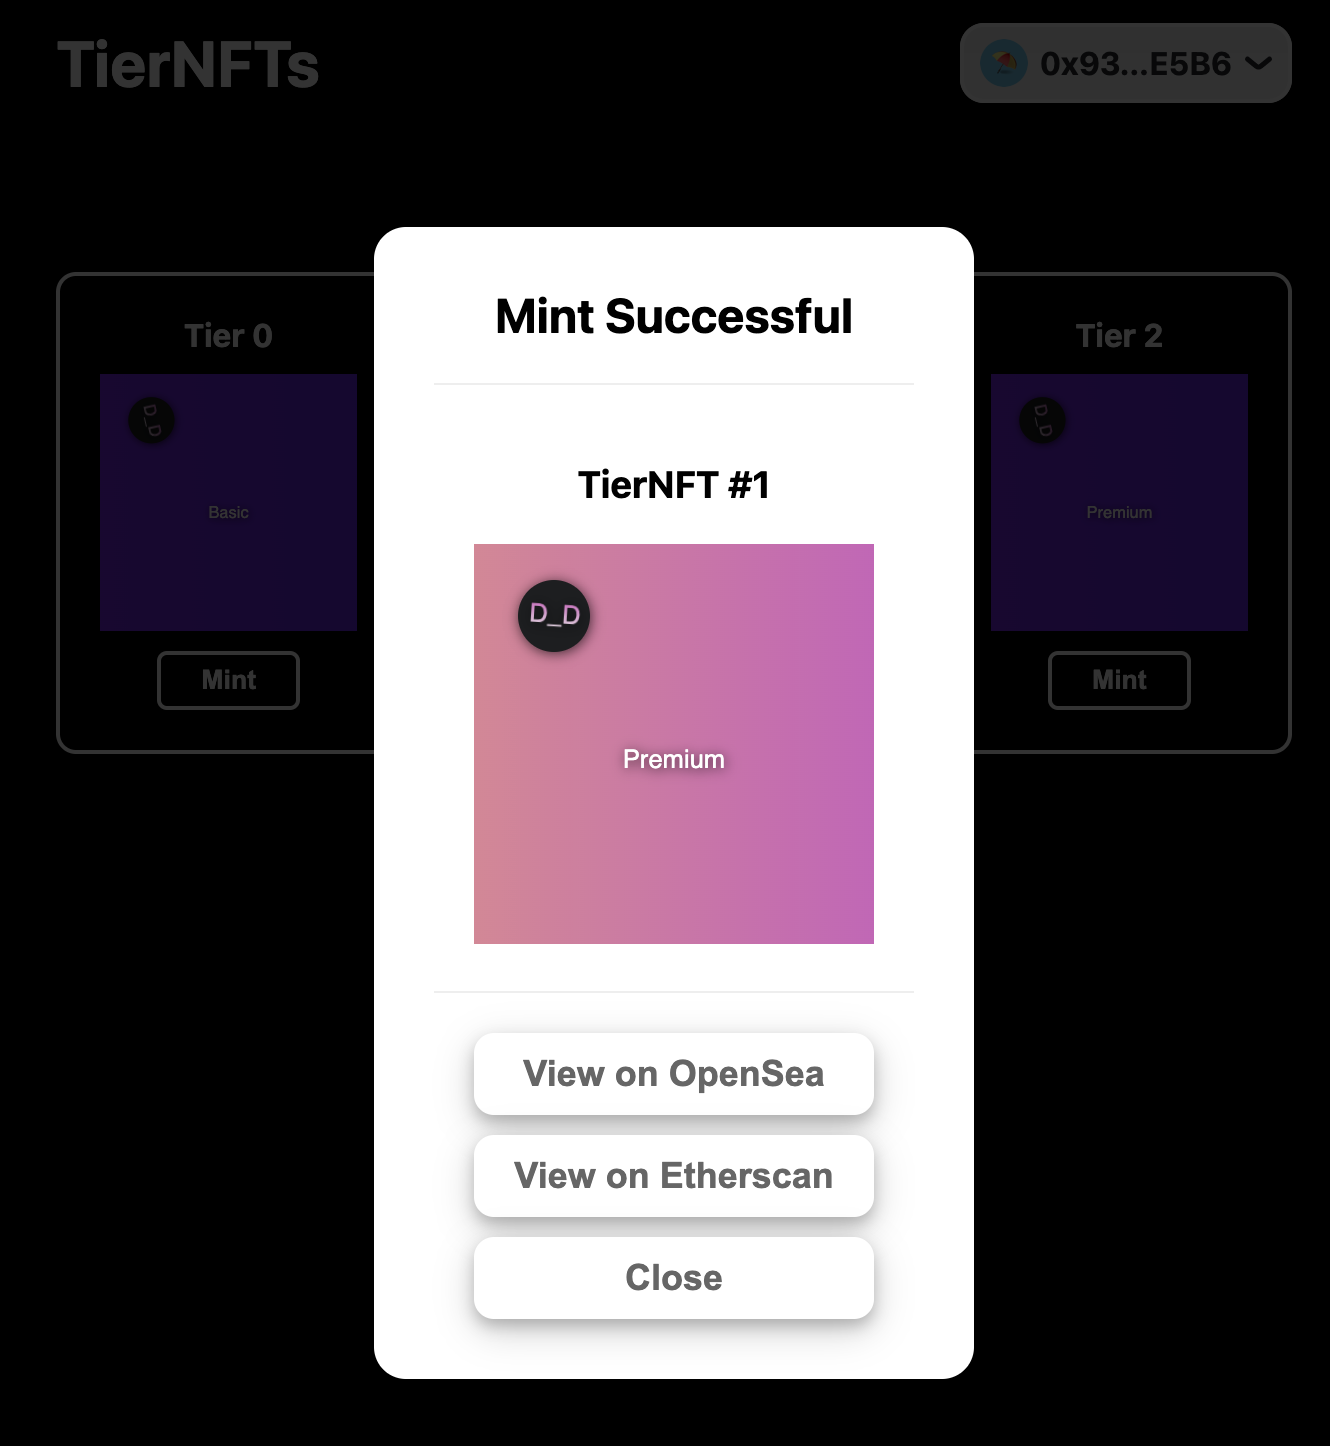 TierNFTs
0x93...E5B6
Mint Successful
Tier 0
D_D
Basic
Mint
TierNFT #1
D_D
Premium
View on OpenSea
View on Etherscan
Close
Tier 2
D_D
Premium
Mint